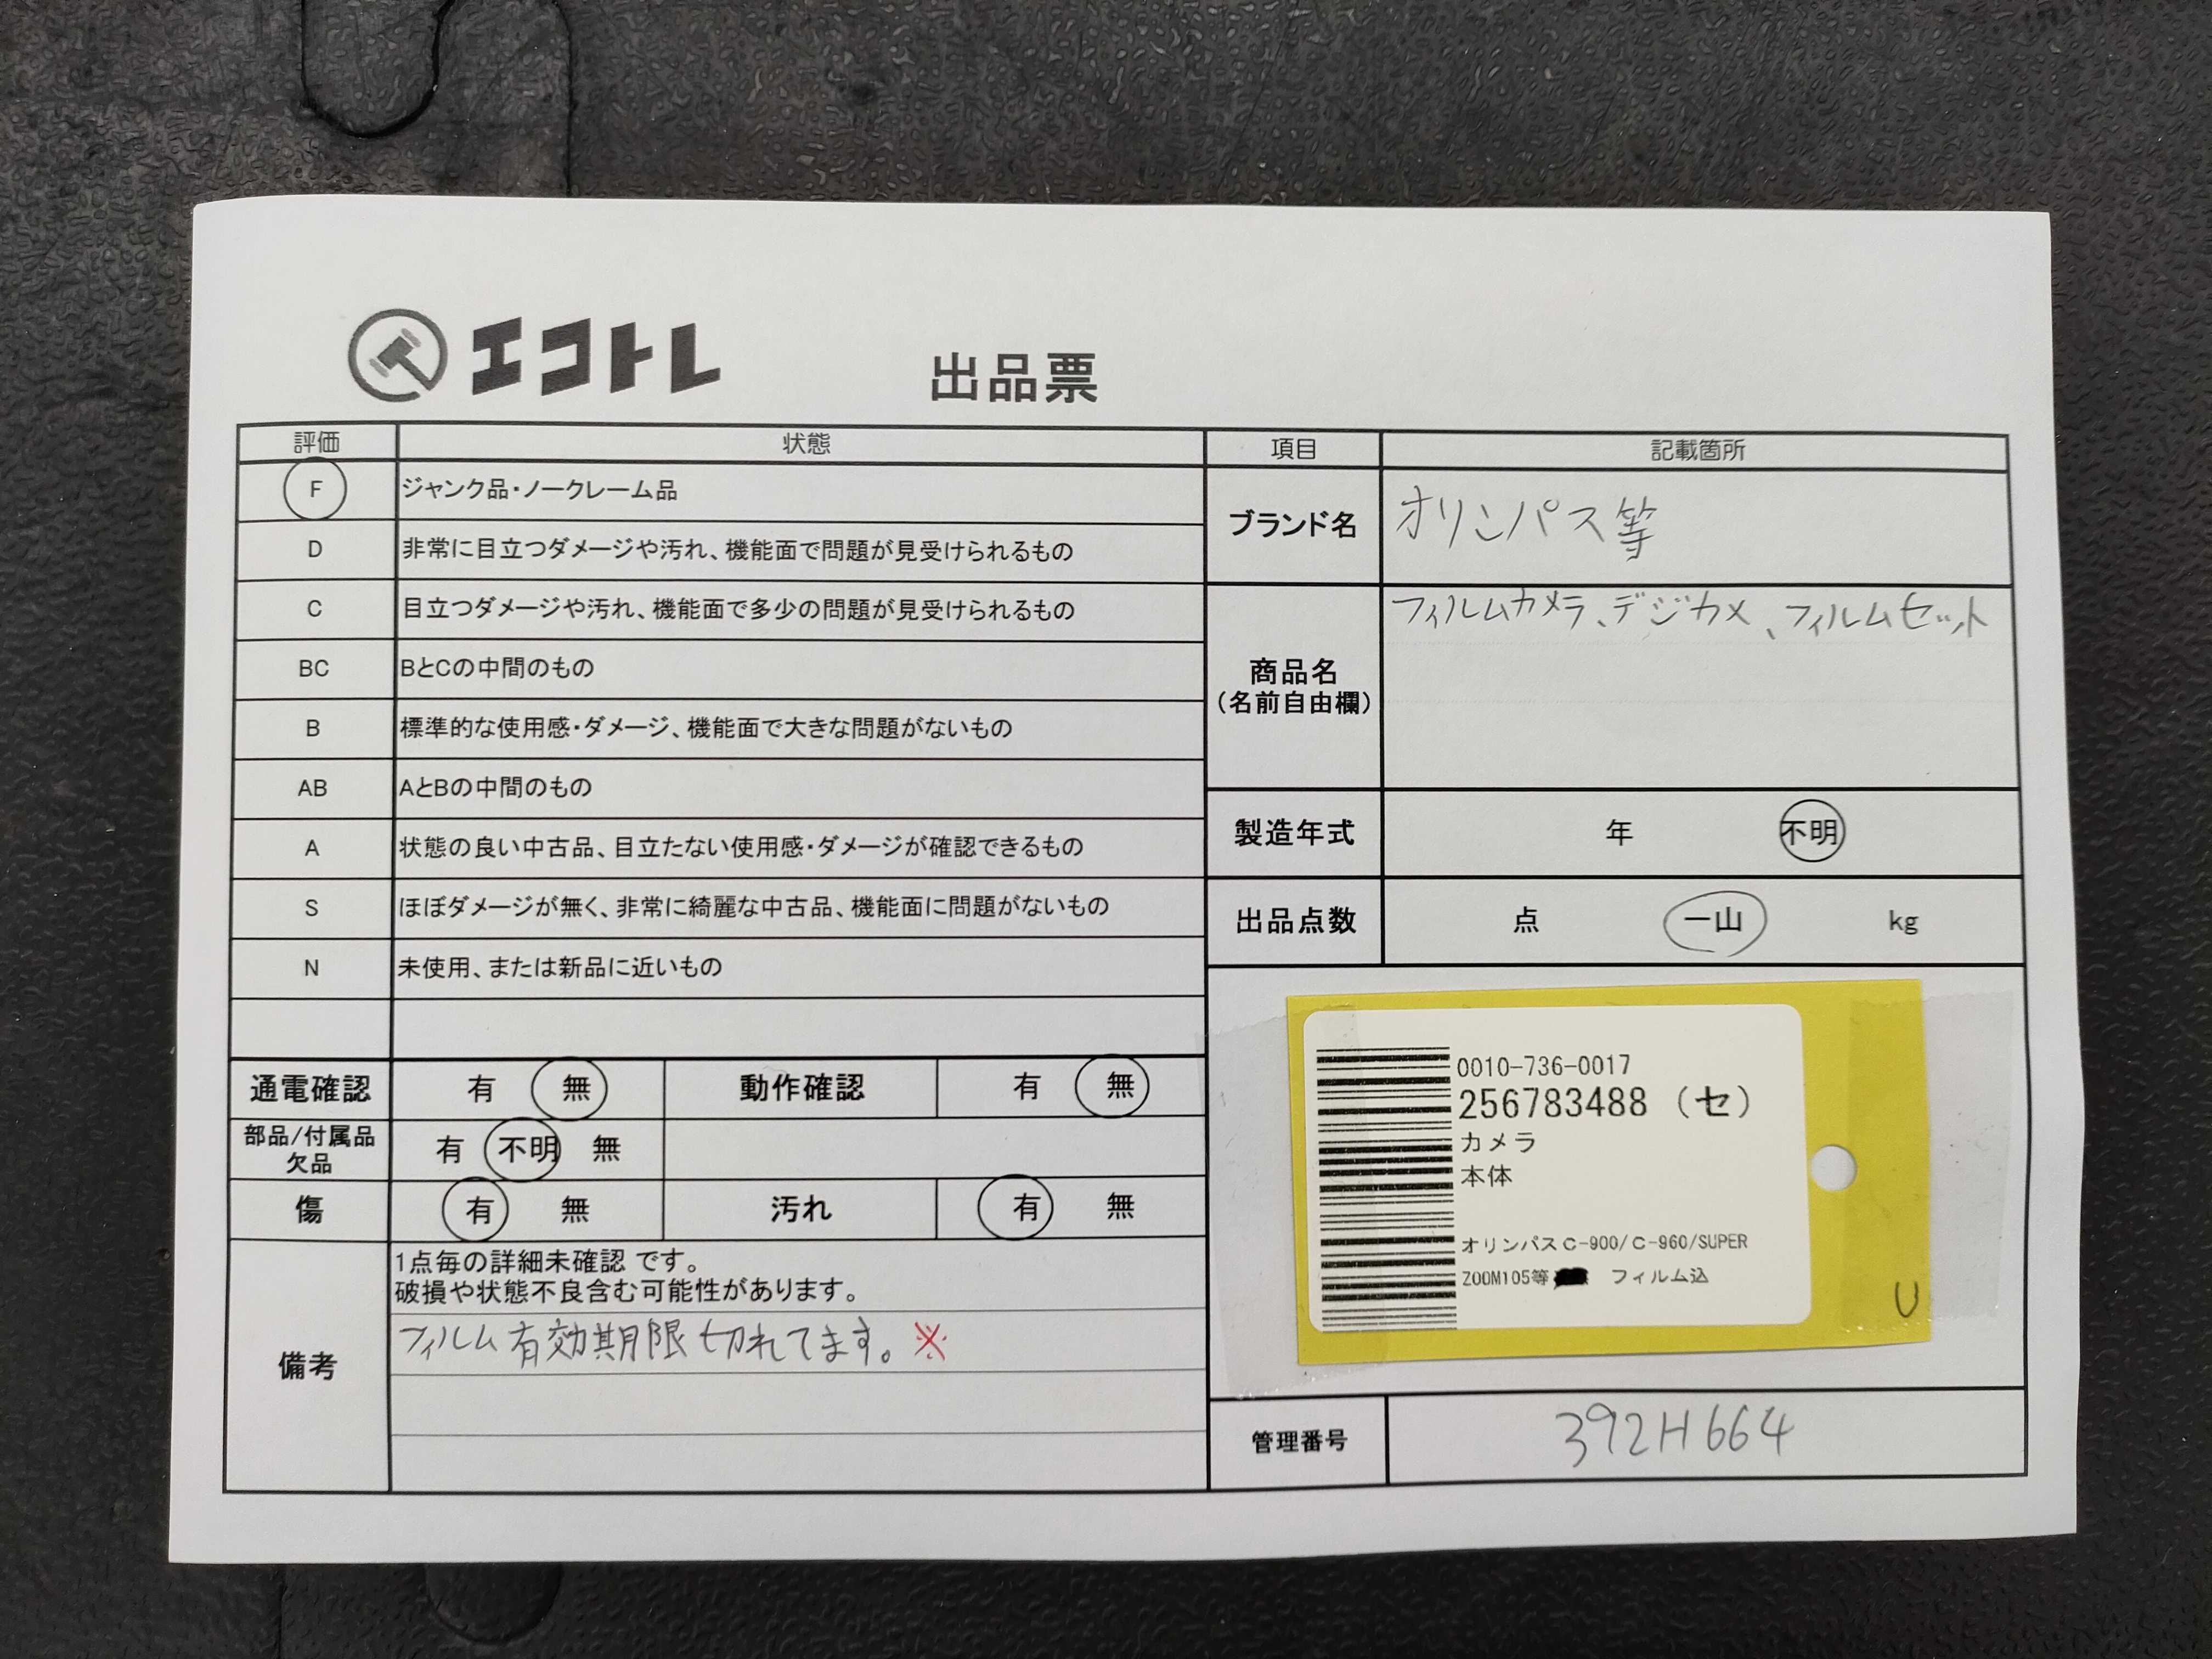 エコトレ
出品票
評価 状態
F ジャンク品・ノークレーム品
D 非常に目立つダメージや汚れ、機能面で問題が見受けられるもの
C 目立つダメージや汚れ、機能面で多少の問題が見受けられるもの
BC BとCの中間のもの
B 標準的な使用感・ダメージ、機能面で大きな問題がないもの
AB AとBの中間のもの
A 状態の良い中古品、目立たない使用感・ダメージが確認できるもの
S ほぼダメージが無く、非常に綺麗な中古品、機能面に問題がないもの
N 未使用、または新品に近いもの
通電確認 有 無 動作確認 有 無
部品/付属品
欠品 有 不明 無
傷 有 無 汚れ 有 無
備考
1点毎の詳細未確認 です。
破損や状態不良含む可能性があります。
フィルム有効期限切れてます。※
項目 記載箇所
ブランド名 オリンパス等
商品名
(名前自由欄)
フィルムカメラ、デジカメ、フィルムセット
製造年式 年 不明
出品点数 点 一山 kg
0010-736-0017
256783488 (セ)
カメラ
本体
オリンパスC-900/C-960/SUPER
ZOOM105等 フィルム込
U
管理番号 392H664